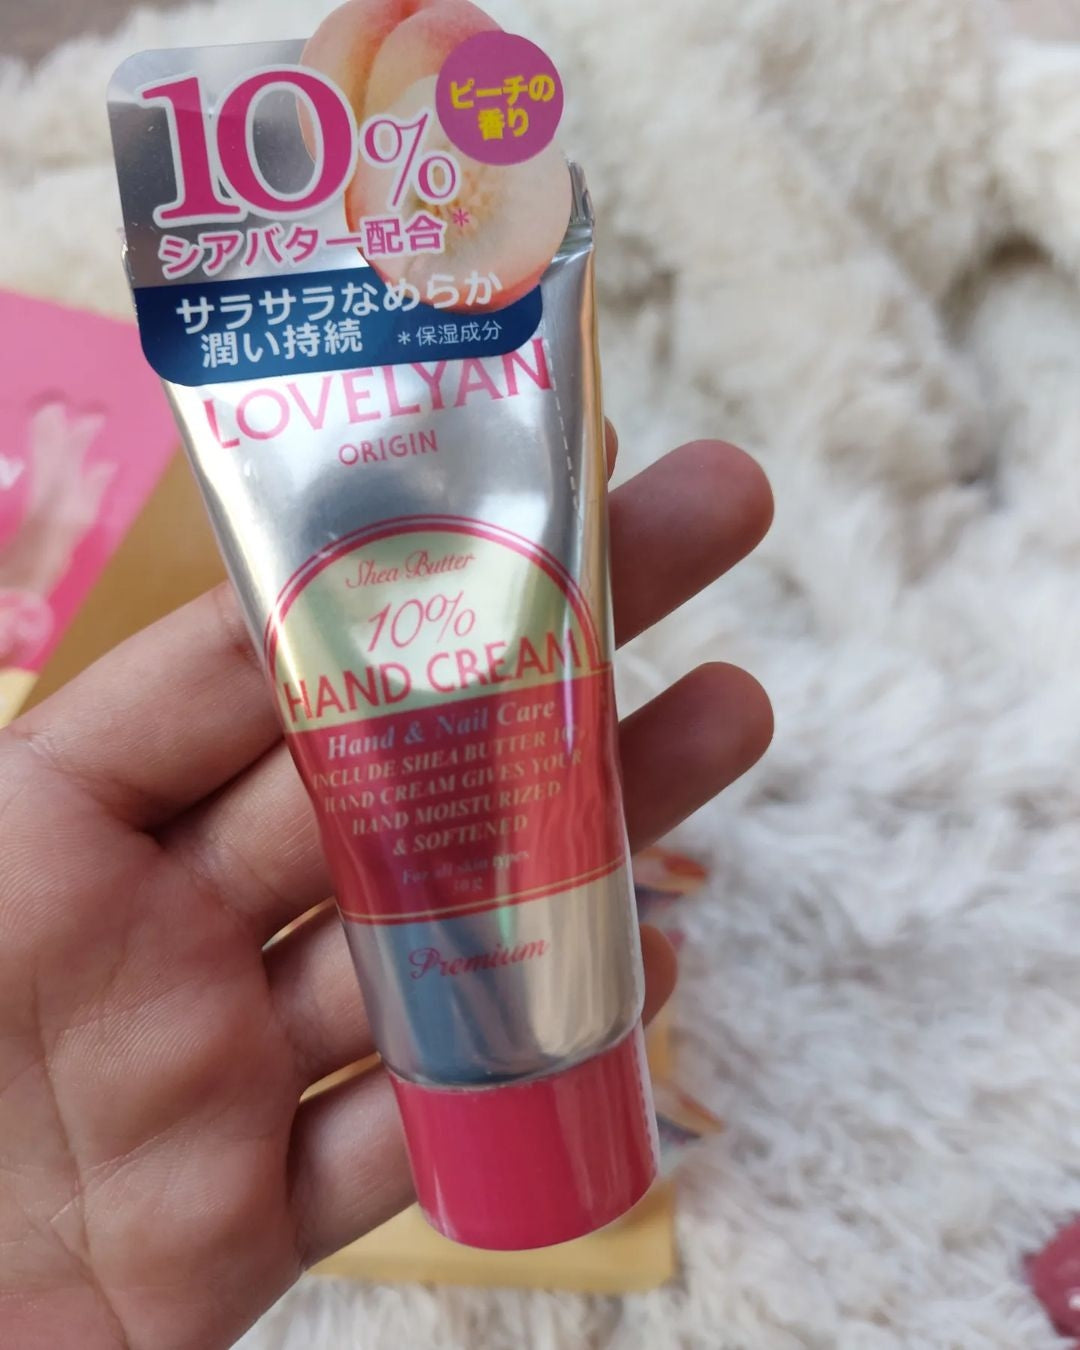 10%
ピーチの
香り
シアバター配合*
サラサラなめらか
潤い持続 *保湿成分
LOVELYAN
ORIGIN
Shea Butter
10%
HAND CREAM
Hand & Nail Care
INCLUDE SHEA BUTTER
HAND CREAM GIVES YOUR
HAND MOISTURIZED
& SOFTENED
For all skin types
Premium